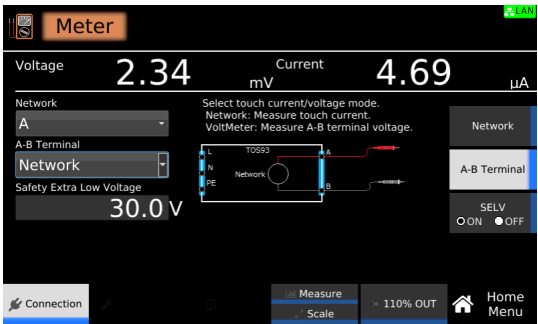 LAN
Meter
Voltage 2.34 mV Current 4.69 μA
Network
A
A-B Terminal
Network
Safety Extra Low Voltage
30.0 V
Select touch current/voltage mode.
Network: Measure touch current.
VoltMeter: Measure A-B terminal voltage.
L TOS93 A
N Network
PE B
Network
A-B Terminal
SELV
ON OFF
Connection
Measure
Scale
110% OUT
Home
Menu